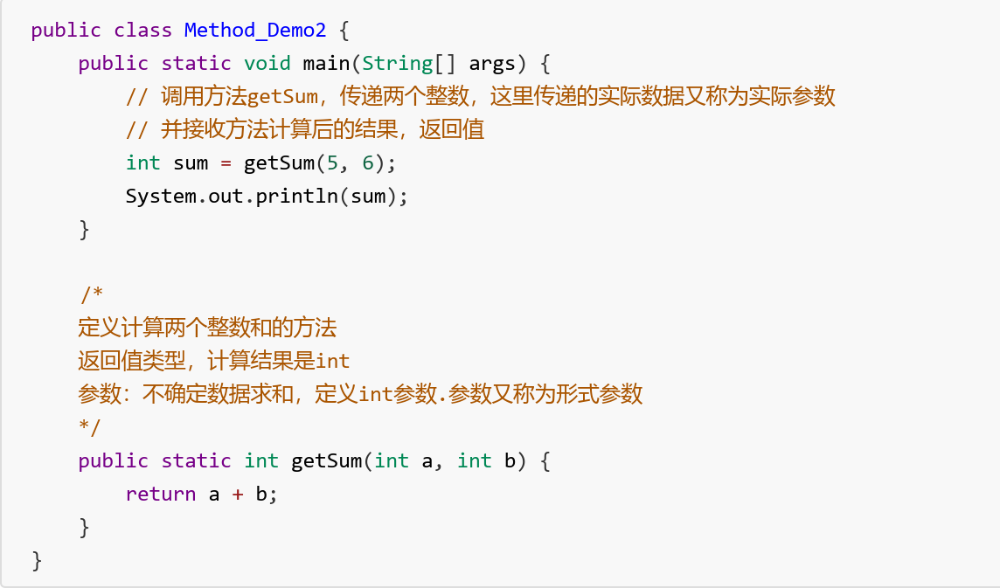 public class Method_Demo2 {
    public static void main(String[] args) {
        // 调用方法getSum，传递两个整数，这里传递的实际数据又称为实际参数
        // 并接收方法计算后的结果，返回值
        int sum = getSum(5, 6);
        System.out.println(sum);
    }
    /*
    定义计算两个整数和的方法
    返回值类型，计算结果是int
    参数：不确定数据求和，定义int参数.参数又称为形式参数
    */
    public static int getSum(int a, int b) {
        return a + b;
    }
}